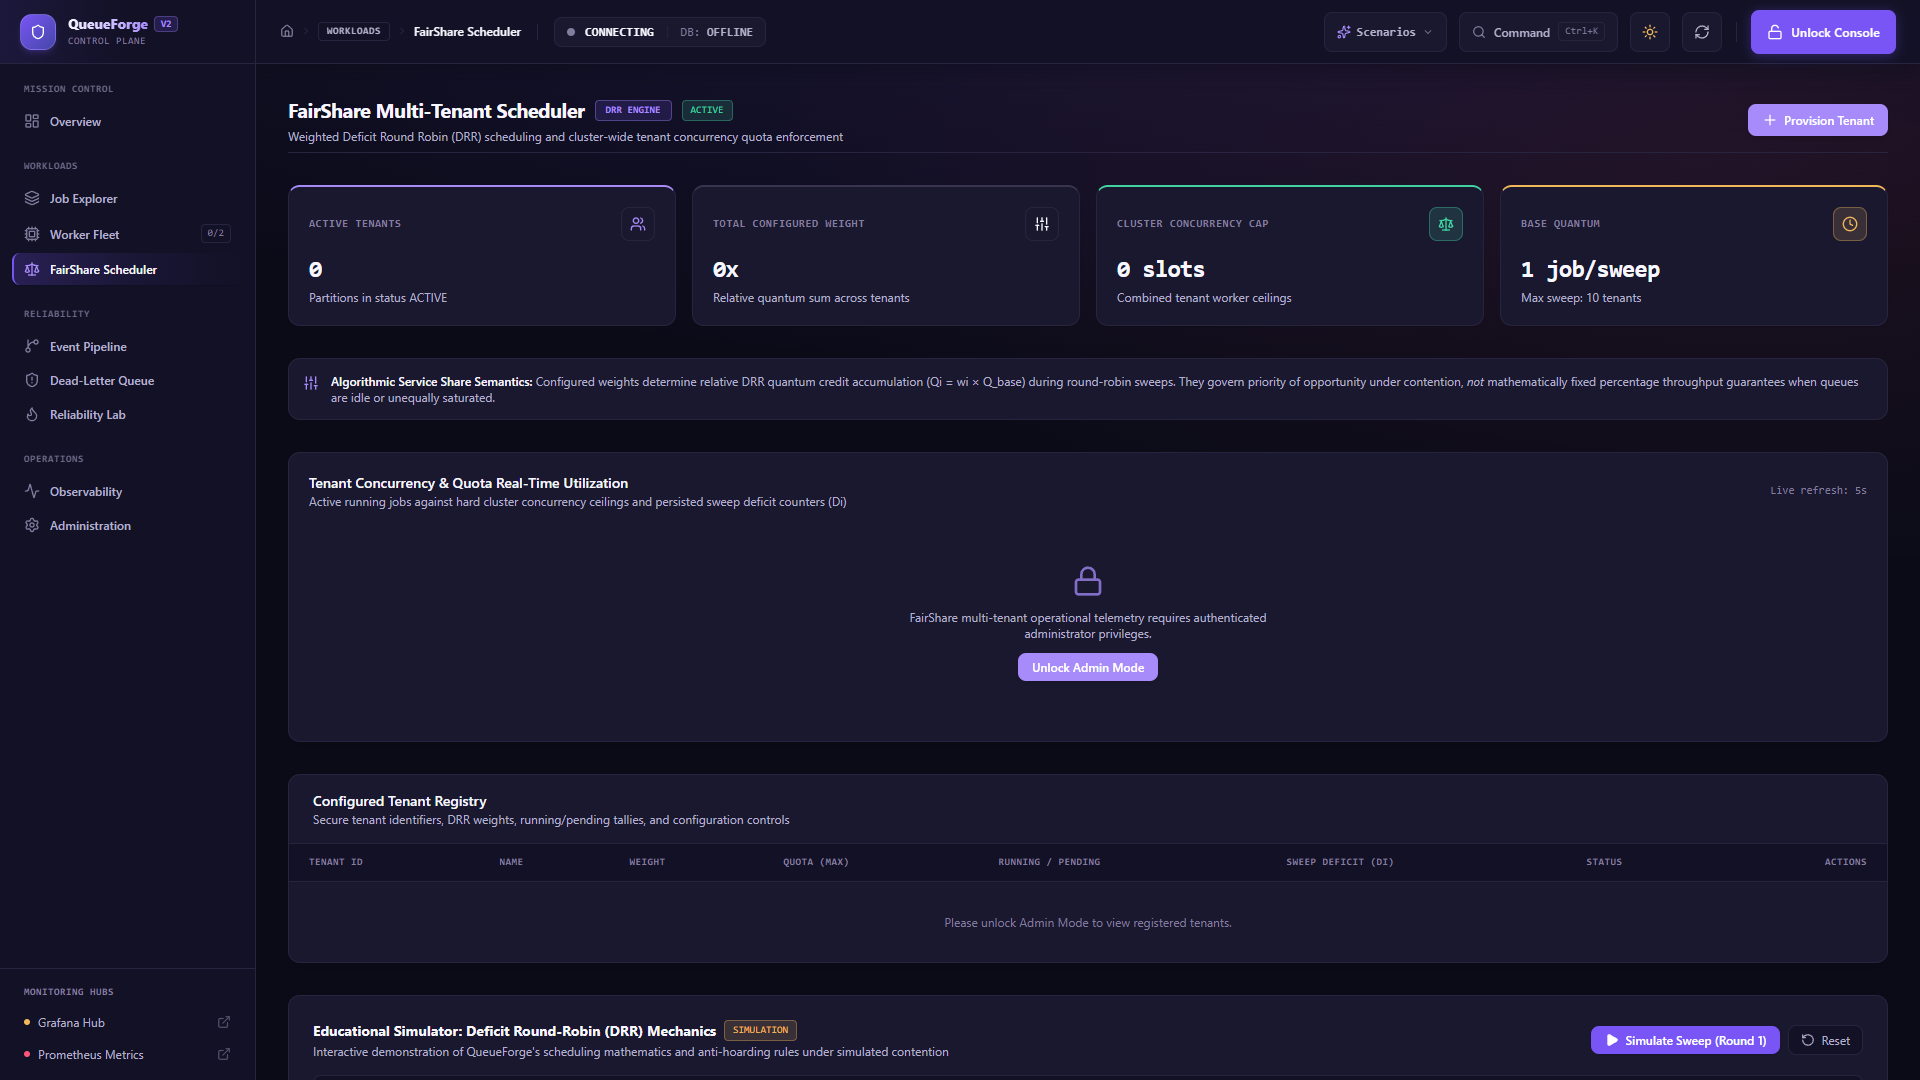 QueueForge V2
CONTROL PLANE
MISSION CONTROL
Overview
WORKLOADS
Job Explorer
Worker Fleet 0/2
FairShare Scheduler
RELIABILITY
Event Pipeline
Dead-Letter Queue
Reliability Lab
OPERATIONS
Observability
Administration
MONITORING HUBS
Grafana Hub
Prometheus Metrics
WORKLOADS FairShare Scheduler CONNECTING DB: OFFLINE
Scenarios Command Ctrl+K Unlock Console
FairShare Multi-Tenant Scheduler DRR ENGINE ACTIVE
Weighted Deficit Round Robin (DRR) scheduling and cluster-wide tenant concurrency quota enforcement
Provision Tenant
ACTIVE TENANTS
0
Partitions in status ACTIVE
TOTAL CONFIGURED WEIGHT
0x
Relative quantum sum across tenants
CLUSTER CONCURRENCY CAP
0 slots
Combined tenant worker ceilings
BASE QUANTUM
1 job/sweep
Max sweep: 10 tenants
Algorithmic Service Share Semantics: Configured weights determine relative DRR quantum credit accumulation (Qi = wi × Q_base) during round-robin sweeps. They govern priority of opportunity under contention, not mathematically fixed percentage throughput guarantees when queues
are idle or unequally saturated.
Tenant Concurrency & Quota Real-Time Utilization
Active running jobs against hard cluster concurrency ceilings and persisted sweep deficit counters (Di)
Live refresh: 5s
FairShare multi-tenant operational telemetry requires authenticated
administrator privileges.
Unlock Admin Mode
Configured Tenant Registry
Secure tenant identifiers, DRR weights, running/pending tallies, and configuration controls
TENANT ID NAME WEIGHT QUOTA (MAX) RUNNING / PENDING SWEEP DEFICIT (DI) STATUS ACTIONS
Please unlock Admin Mode to view registered tenants.
Educational Simulator: Deficit Round-Robin (DRR) Mechanics SIMULATION
Interactive demonstration of QueueForge's scheduling mathematics and anti-hoarding rules under simulated contention
Simulate Sweep (Round 1) Reset